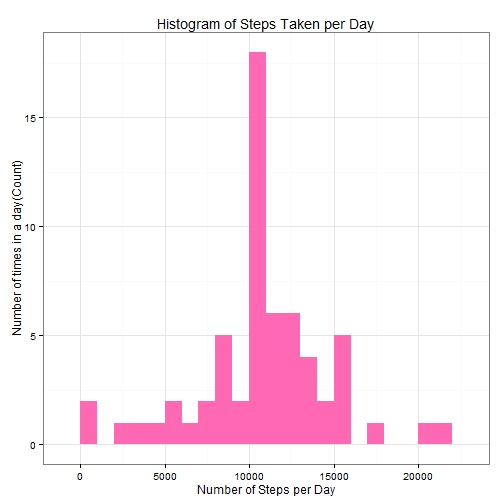 Histogram of Steps Taken per Day
Number of times in a day(Count)
15
10
5
0
0 5000 10000 15000 20000
Number of Steps per Day